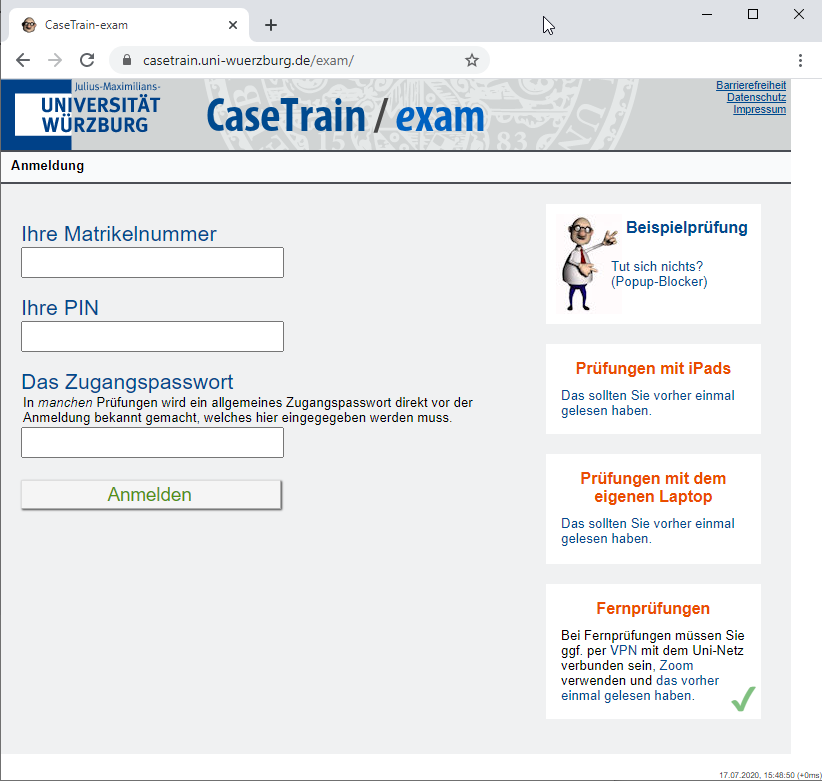 CaseTrain-exam
casetrain.uni-wuerzburg.de/exam/
Julius-Maximilians-
UNIVERSITÄT
WÜRZBURG
CaseTrain / exam
Barrierefreiheit
Datenschutz
Impressum
Anmeldung
Ihre Matrikelnummer
Ihre PIN
Das Zugangspasswort
In manchen Prüfungen wird ein allgemeines Zugangspasswort direkt vor der
Anmeldung bekannt gemacht, welches hier eingegegeben werden muss.
Anmelden
Beispielprüfung
Tut sich nichts?
(Popup-Blocker)
Prüfungen mit iPads
Das sollten Sie vorher einmal
gelesen haben.
Prüfungen mit dem
eigenen Laptop
Das sollten Sie vorher einmal
gelesen haben.
Fernprüfungen
Bei Fernprüfungen müssen Sie
ggf. per VPN mit dem Uni-Netz
verbunden sein, Zoom
verwenden und das vorher
einmal gelesen haben.
17.07.2020, 15:48:50 (+0ms)